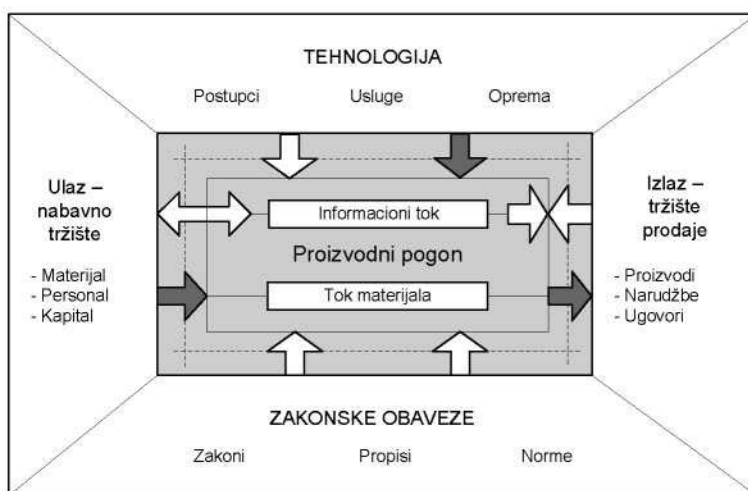 TEHNOLOGIJA
Postupci Usluge Oprema
Ulaz –
nabavno
tržište
- Materijal
- Personal
- Kapital
Informacioni tok
Proizvodni pogon
Tok materijala
Izlaz –
tržište
prodaje
- Proizvodi
- Narudžbe
- Ugovori
ZAKONSKE OBAVEZE
Zakoni Propisi Norme